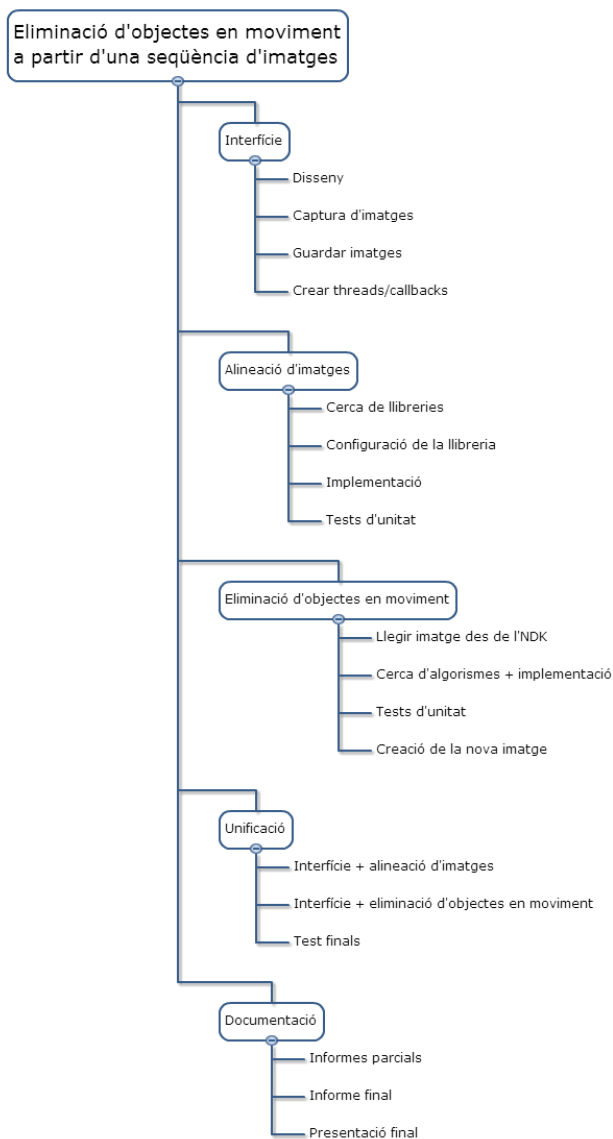 Eliminació d'objectes en moviment
a partir d'una seqüència d'imatges
Interfície
Disseny
Captura d'imatges
Guardar imatges
Crear threads/callbacks
Alineació d'imatges
Cerca de llibreries
Configuració de la llibreria
Implementació
Tests d'unitat
Eliminació d'objectes en moviment
Llegir imatge des de l'NDK
Cerca d'algorismes + implementació
Tests d'unitat
Creació de la nova imatge
Unificació
Interfície + alineació d'imatges
Interfície + eliminació d'objectes en moviment
Test finals
Documentació
Informes parcials
Informe final
Presentació final